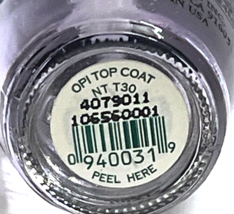 OPI TOP COAT
NT T30
4079011
106560001
0 940031 9
PEEL HERE